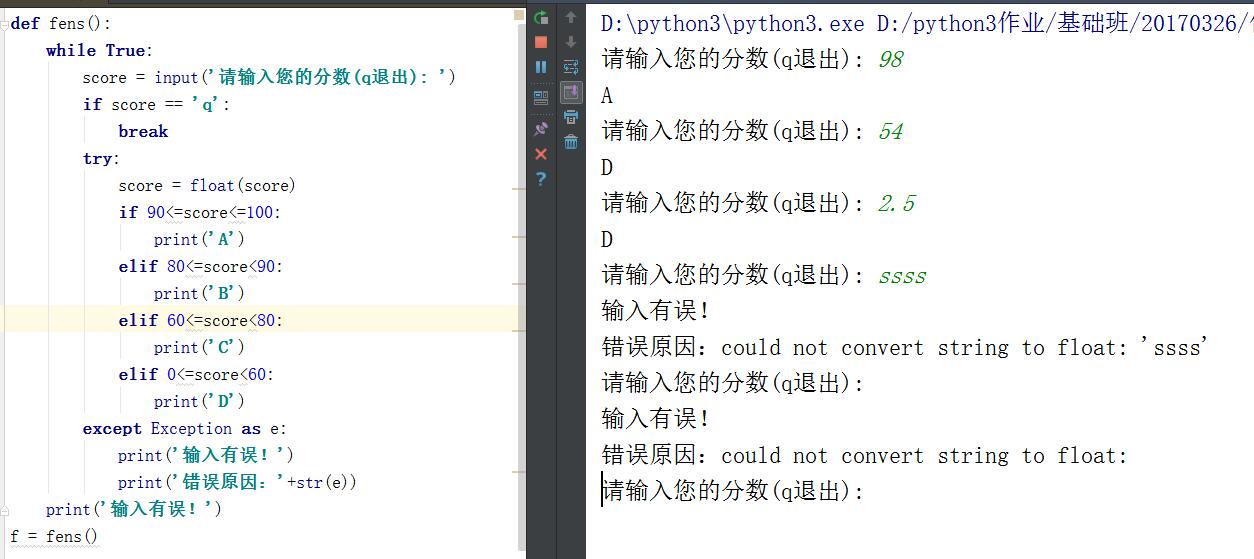 def fens():
while True:
score = input('请输入您的分数(q退出): ')
if score == 'q':
break
try:
score = float(score)
if 90<=score<=100:
print('A')
elif 80<=score<90:
print('B')
elif 60<=score<80:
print('C')
elif 0<=score<60:
print('D')
except Exception as e:
print('输入有误！')
print('错误原因：'+str(e))
print('输入有误！')
f = fens()
D:\python3\python3.exe D:/python3作业/基础班/20170326/
请输入您的分数(q退出): 98
A
请输入您的分数(q退出): 54
D
请输入您的分数(q退出): 2.5
D
请输入您的分数(q退出): ssss
输入有误！
错误原因：could not convert string to float: 'ssss'
请输入您的分数(q退出):
输入有误！
错误原因：could not convert string to float:
请输入您的分数(q退出):